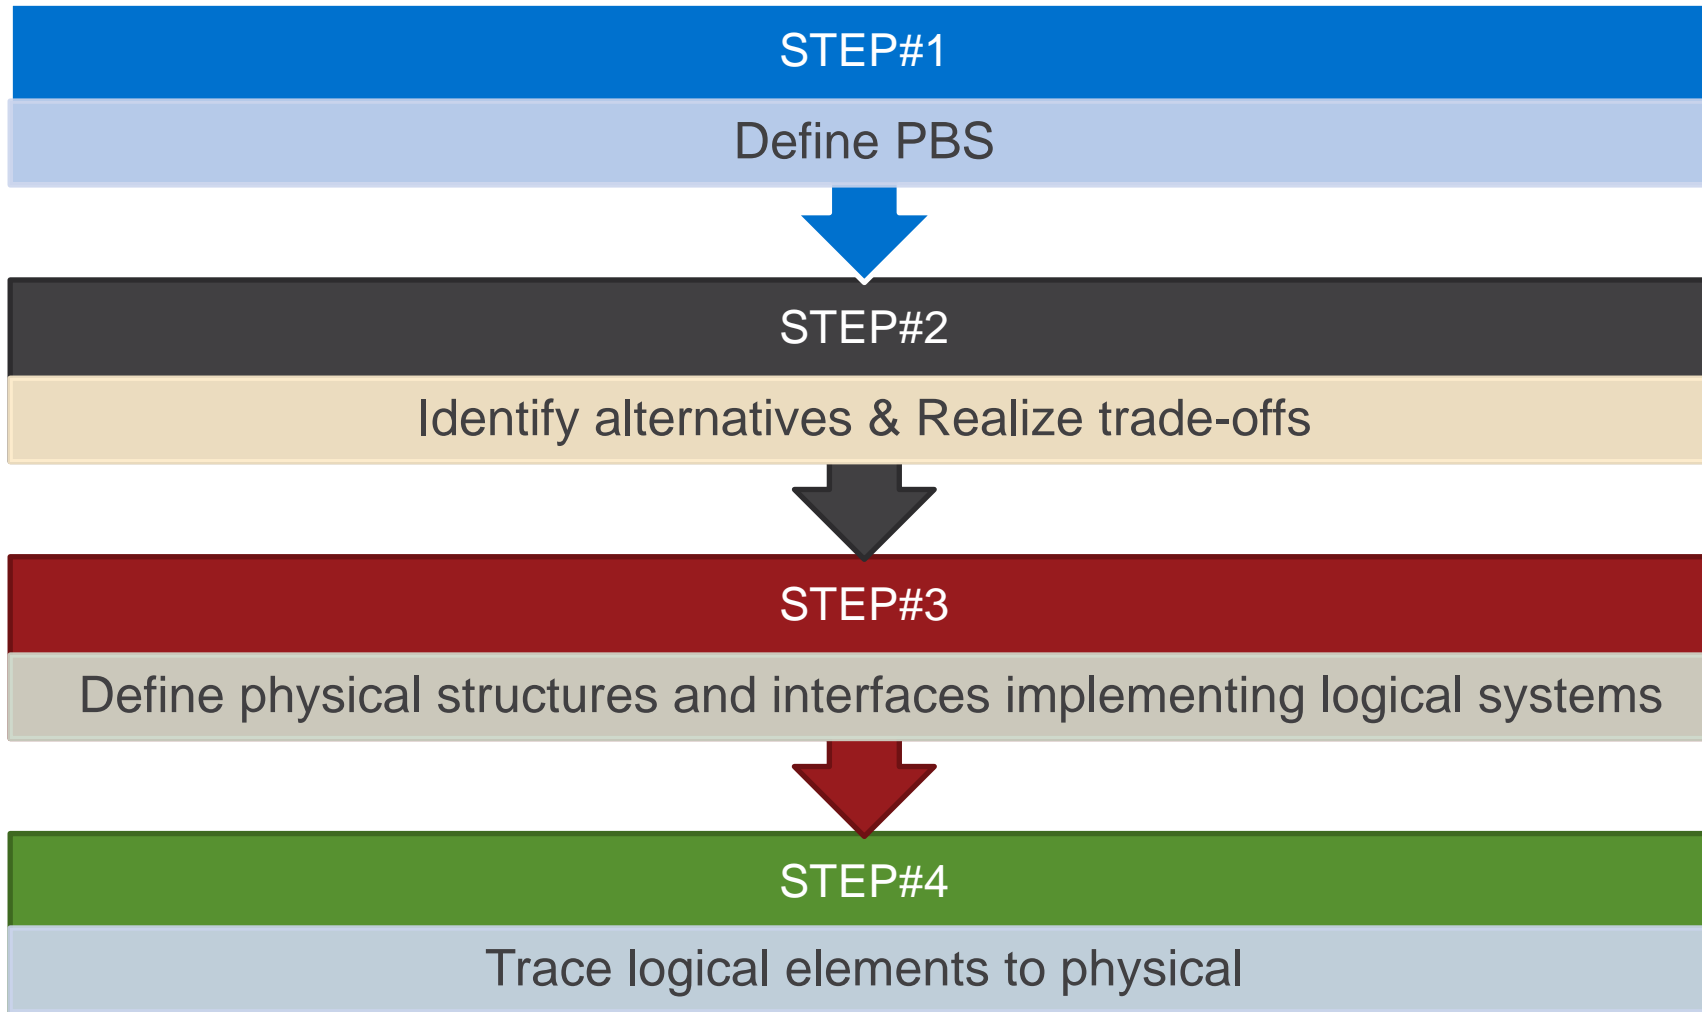 STEP#1
Define PBS
STEP#2
Identify alternatives & Realize trade-offs
STEP#3
Define physical structures and interfaces implementing logical systems
STEP#4
Trace logical elements to physical